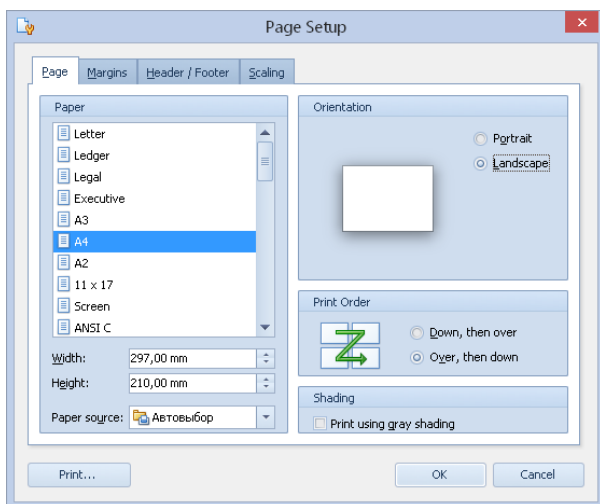 Page Setup
Page Margins Header / Footer Scaling
Paper
Letter
Ledger
Legal
Executive
A3
A4
A2
11 x 17
Screen
ANSI C
Width: 297,00 mm
Height: 210,00 mm
Paper source: Автовыбор
Orientation
Portrait
Landscape
Print Order
Down, then over
Over, then down
Shading
Print using gray shading
Print... OK Cancel